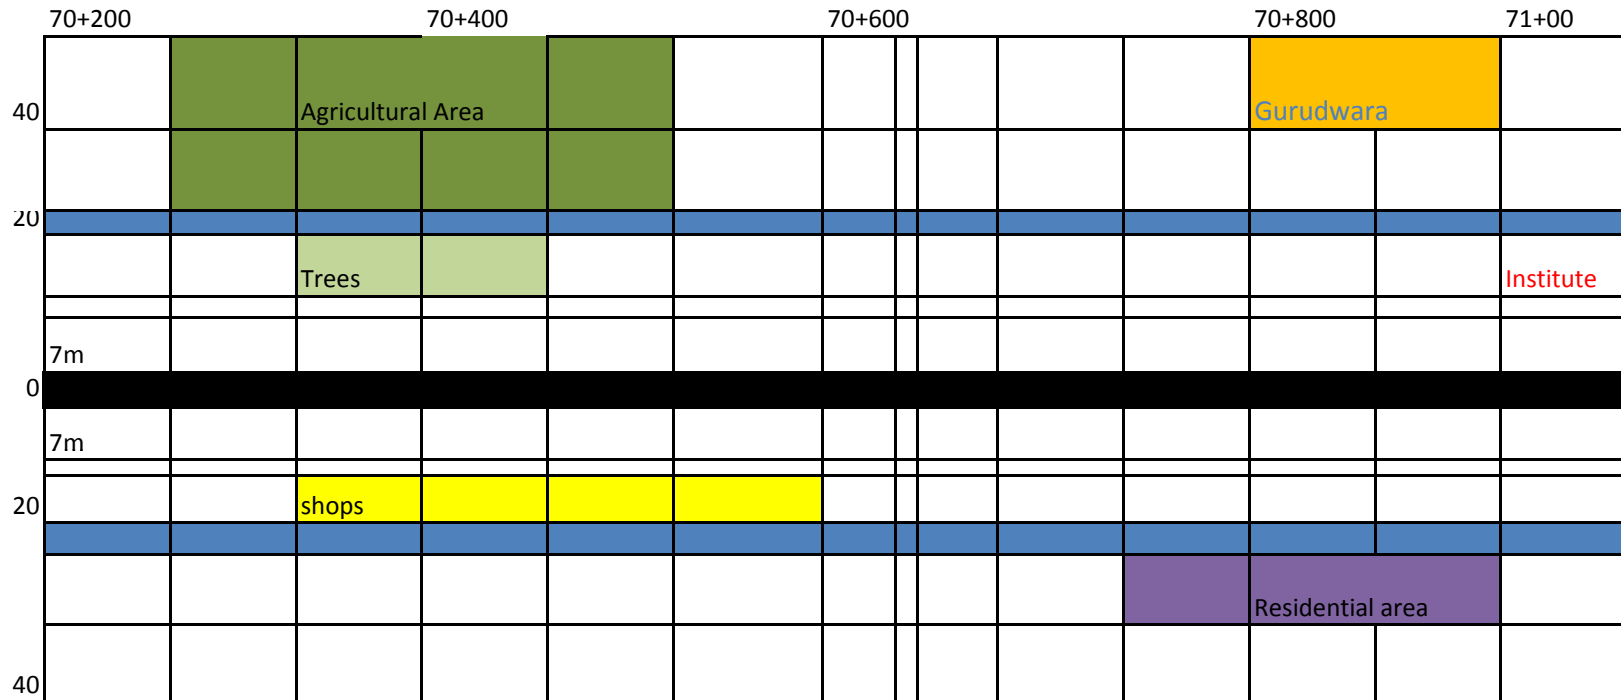 70+200 70+400 70+600 70+800 71+00
40 Agricultural Area Gurudwara
20
Trees Institute
7m
0
7m
20 shops
Residential area
40